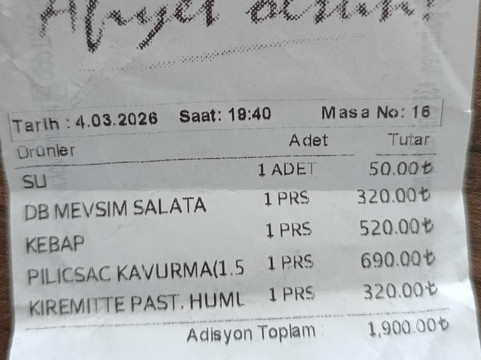 Afiyet olsun!
Tarih : 4.03.2026 Saat: 19:40 Masa No: 16
Ürünler Adet Tutar
SU 1 ADET 50.00₺
DB MEVSIM SALATA 1 PRS 320.00₺
KEBAP 1 PRS 520.00₺
PILICSAC KAVURMA(1.5 1 PRS 690.00₺
KIREMITTE PAST. HUML 1 PRS 320.00₺
Adisyon Toplam 1,900.00₺